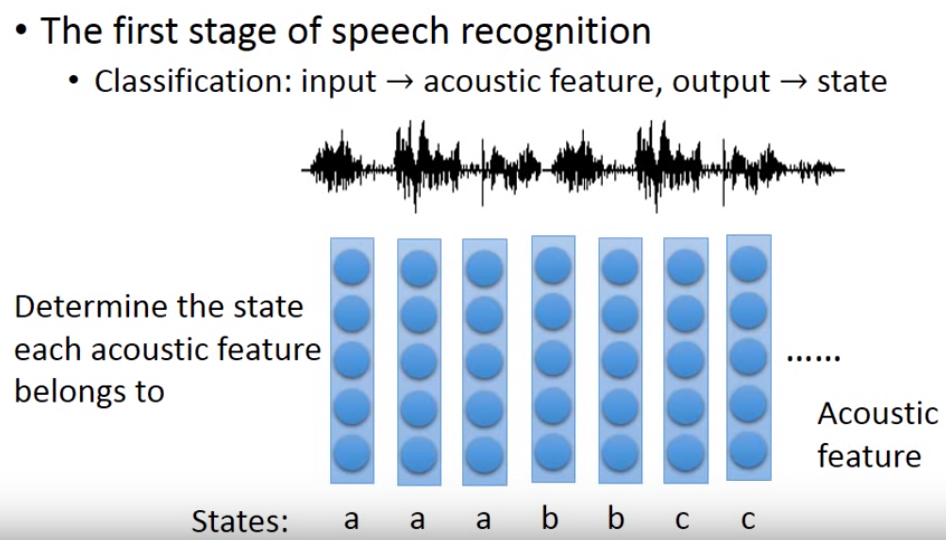 • The first stage of speech recognition
• Classification: input → acoustic feature, output → state
Determine the state
each acoustic feature
belongs to
......
Acoustic
feature
States: a a a b b c c